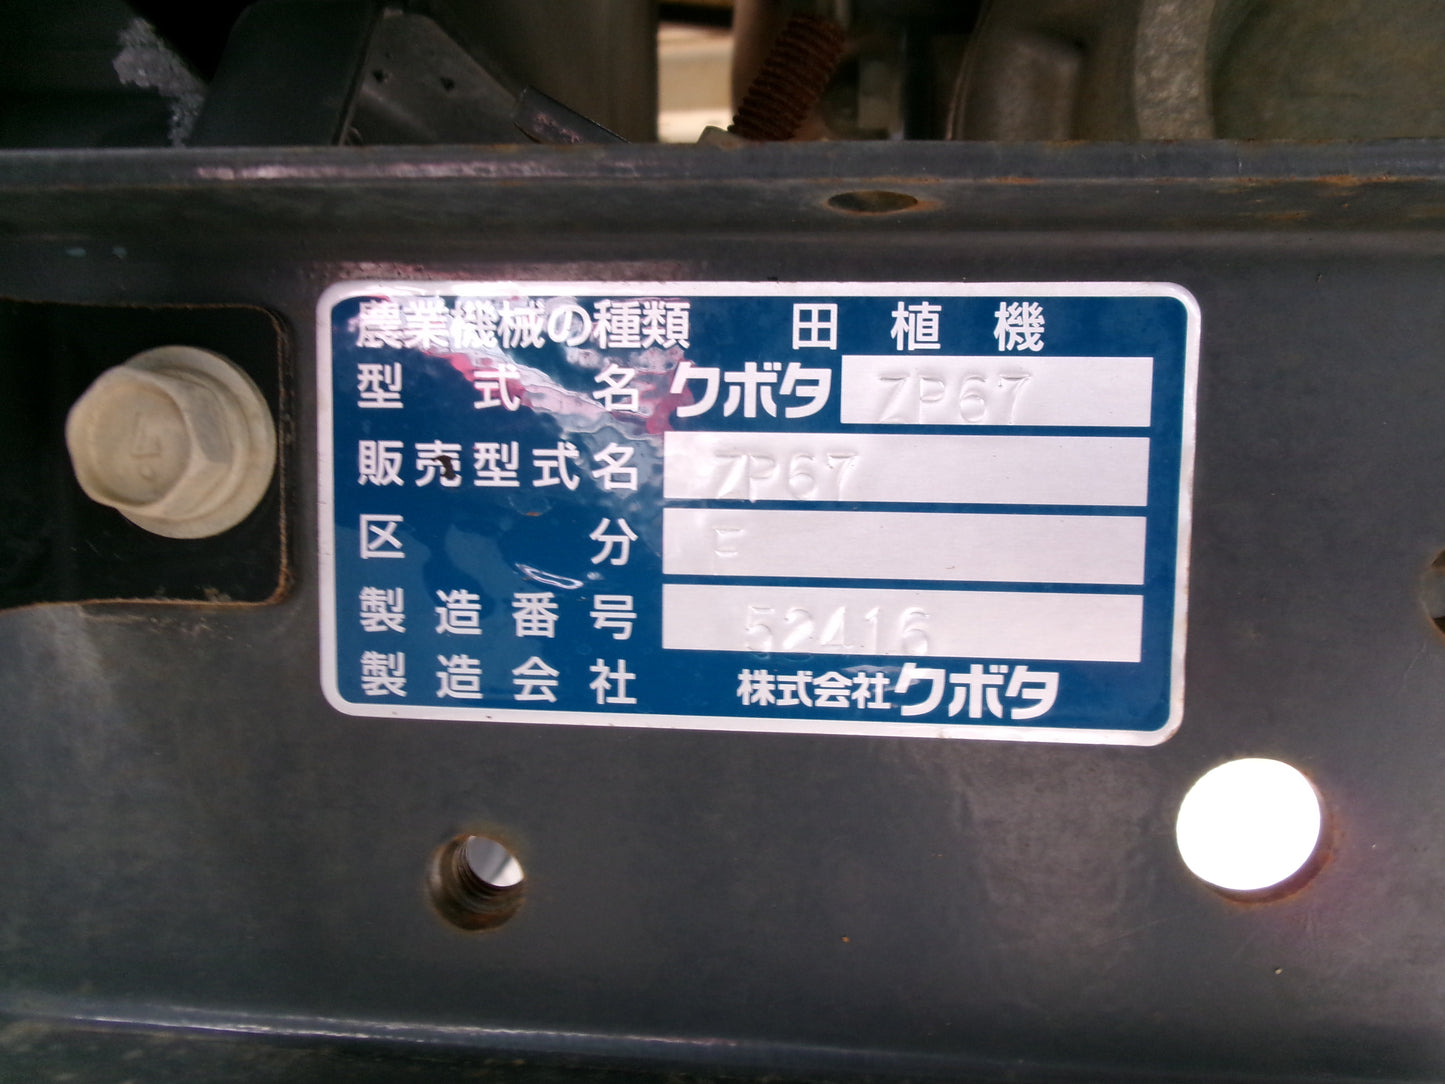 農業機械の種類 田植機
型式名 クボタ ZP67
販売型式名 ZP67
区分
製造番号 52416
製造会社 株式会社クボタ